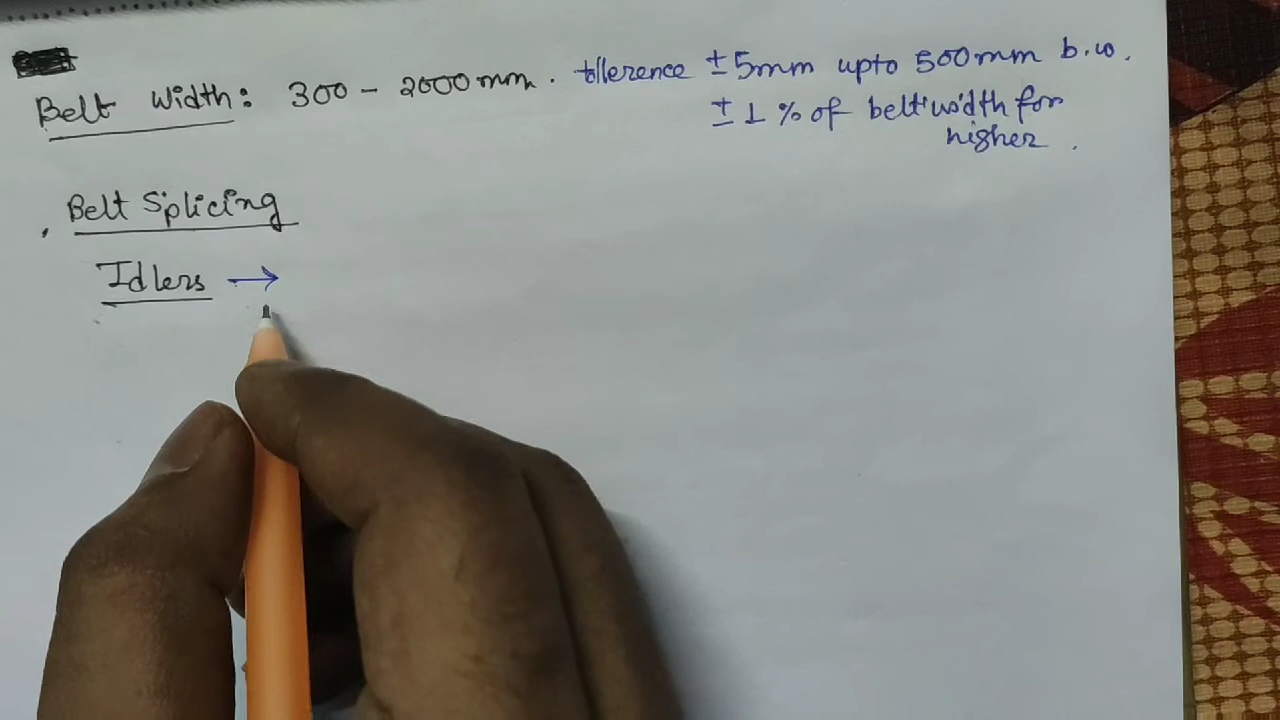 Belt Width: 300 - 2000 mm. tollerence ±5mm upto 500mm b.w.
± 1 % of belt width for
higher.
. Belt Splicing
Idlers →